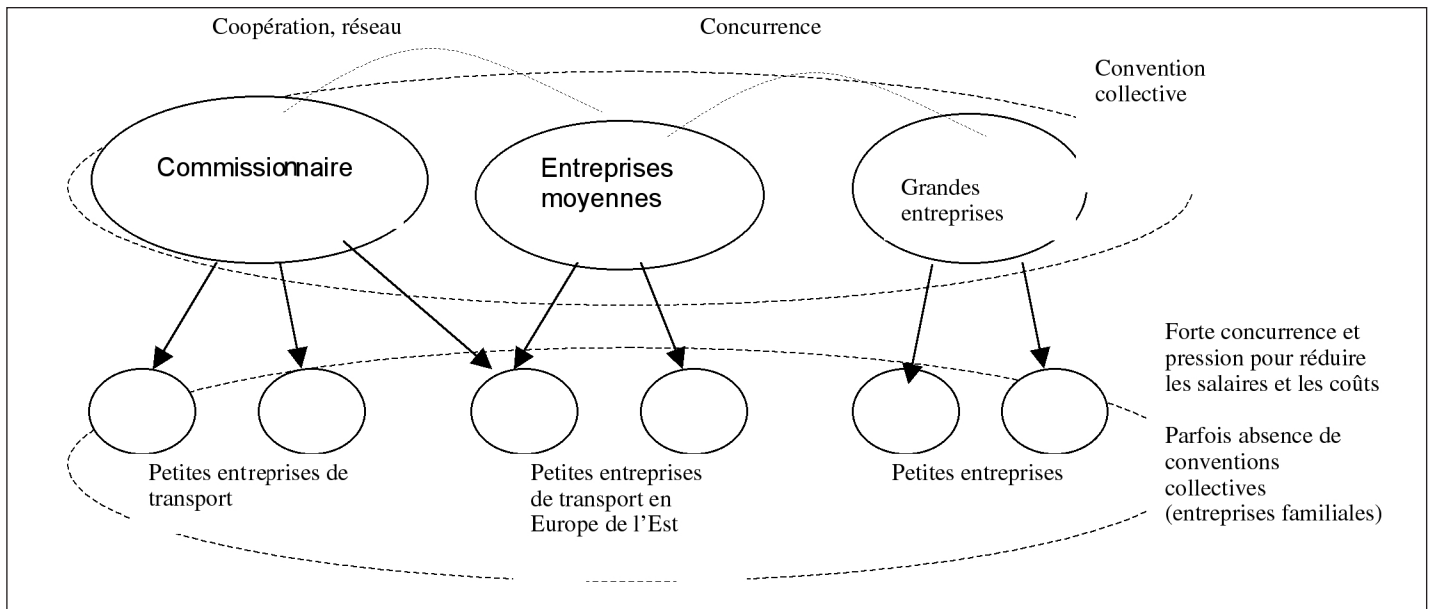 Coopération, réseau
Concurrence
Convention
collective
Commissionnaire
Entreprises
moyennes
Grandes
entreprises
Forte concurrence et
pression pour réduire
les salaires et les coûts
Parfois absence de
conventions
collectives
(entreprises familiales)
Petites entreprises de
transport
Petites entreprises
de transport en
Europe de l’Est
Petites entreprises